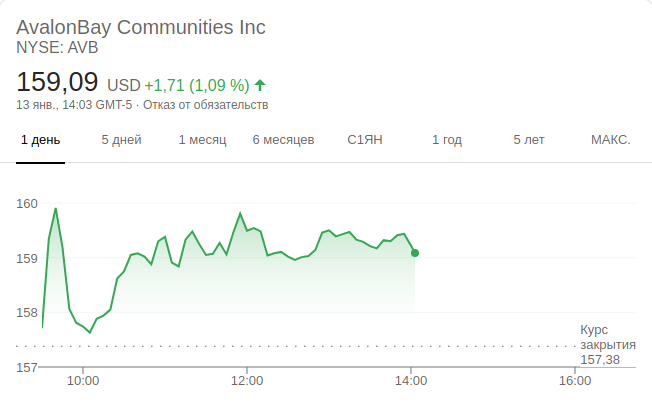 AvalonBay Communities Inc
NYSE: AVB
159,09 USD +1,71 (1,09 %)
13 янв., 14:03 GMT-5 · Отказ от обязательств
1 день 5 дней 1 месяц 6 месяцев С1ЯН 1 год 5 лет МАКС.
160
159
158
Курс
закрытия
157,38
157
10:00 12:00 14:00 16:00